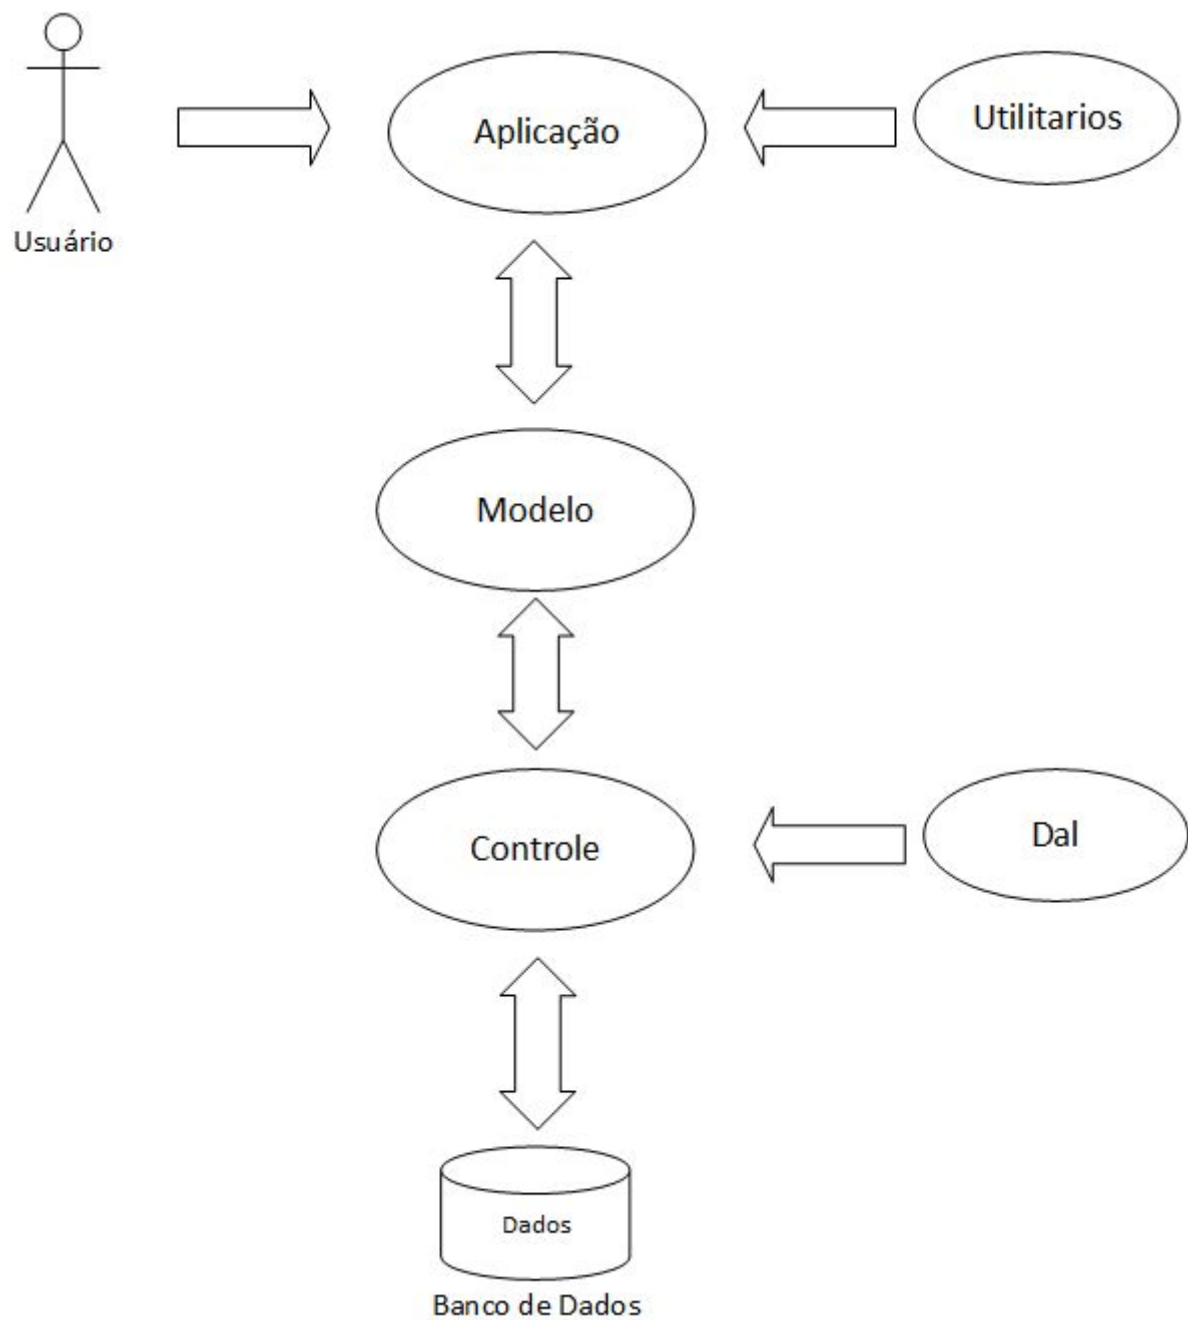 Aplicação
Utilitarios
Usuário
Modelo
Controle
Dal
Dados
Banco de Dados